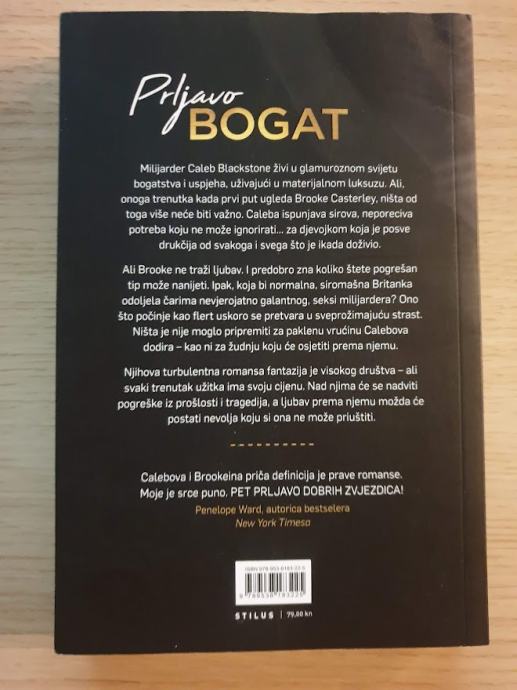 Prljavo
BOGAT
Milijarder Caleb Blackstone živi u glamuroznom svijetu
bogatstva i uspjeha, uživajući u materijalnom luksuzu. Ali,
onoga trenutka kada prvi put ugleda Brooke Casterley, ništa od
toga više neće biti važno. Caleba ispunjava sirova, neporeciva
potreba koju ne može ignorirati... za djevojkom koja je posve
drukčija od svakoga i svega što je ikada doživio.
Ali Brooke ne traži ljubav. I predobro zna koliko štete pogrešan
tip može nanijeti. Ipak, koja bi normalna, siromašna Britanka
odoljela čarima nevjerojatno galantnog, seksi milijardera? Ono
što počinje kao flert uskoro se pretvara u sveprožimajuću strast.
Ništa je nije moglo pripremiti za paklenu vrućinu Calebova
dodira – kao ni za žudnju koju će osjetiti prema njemu.
Njihova turbulentna romansa fantazija je visokog društva – ali
svaki trenutak užitka ima svoju cijenu. Nad njima će se nadviti
pogreške iz prošlosti i tragedija, a ljubav prema njemu možda će
postati nevolja koju si ona ne može priuštiti.
Calebova i Brookeina priča definicija je prave romanse.
Moje je srce puno. PET PRLJAVO DOBRIH ZVJEZDICA!
Penelope Ward, autorica bestselera
New York Timesa
STILUS | 79,00 kn